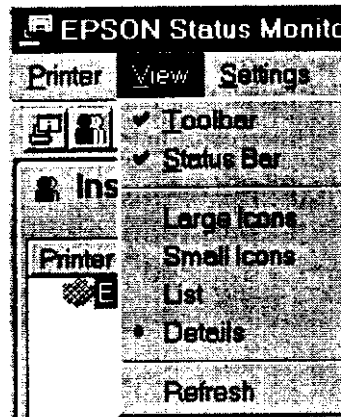 EPSON Status Monito
Printer View Settings
Toolbar
Status Bar
Ins
Large Icons
Printer
Small Icons
E
List
Details
Refresh